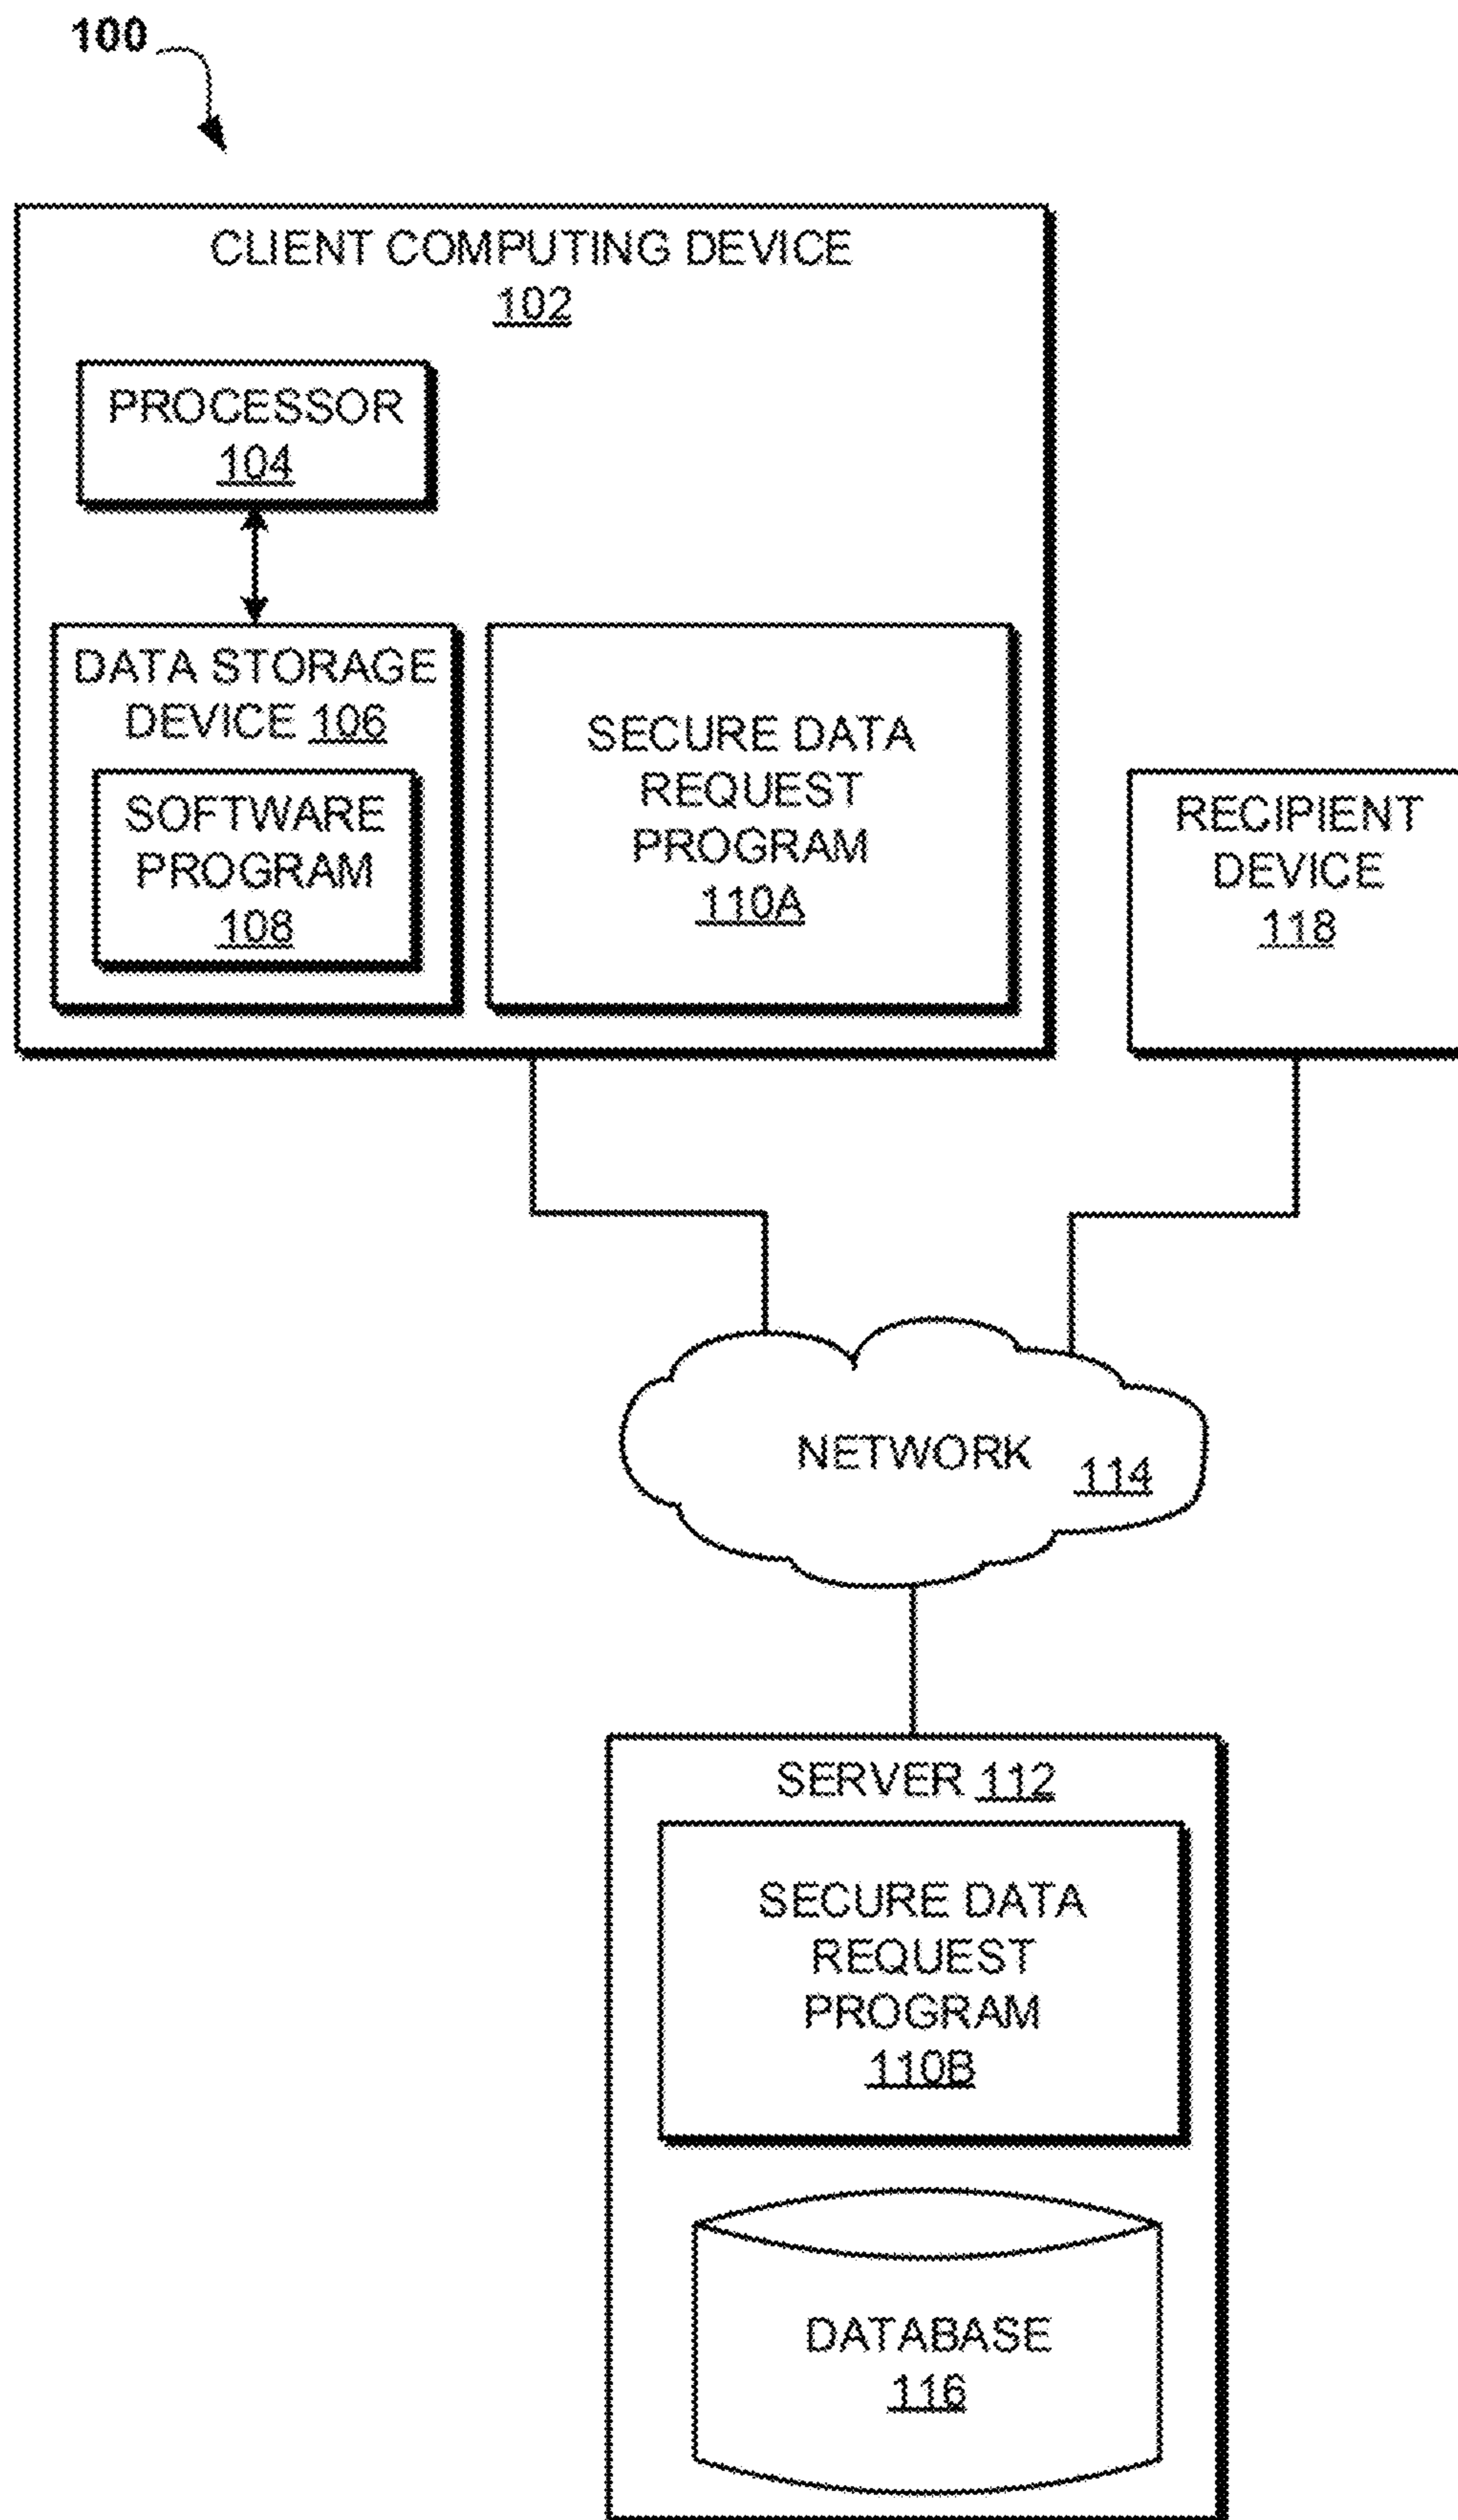 100
CLIENT COMPUTING DEVICE
102
PROCESSOR
104
DATA STORAGE
DEVICE 106
SOFTWARE
PROGRAM
108
SECURE DATA
REQUEST
PROGRAM
110A
RECIPIENT
DEVICE
118
NETWORK 114
SERVER 112
SECURE DATA
REQUEST
PROGRAM
110B
DATABASE
116